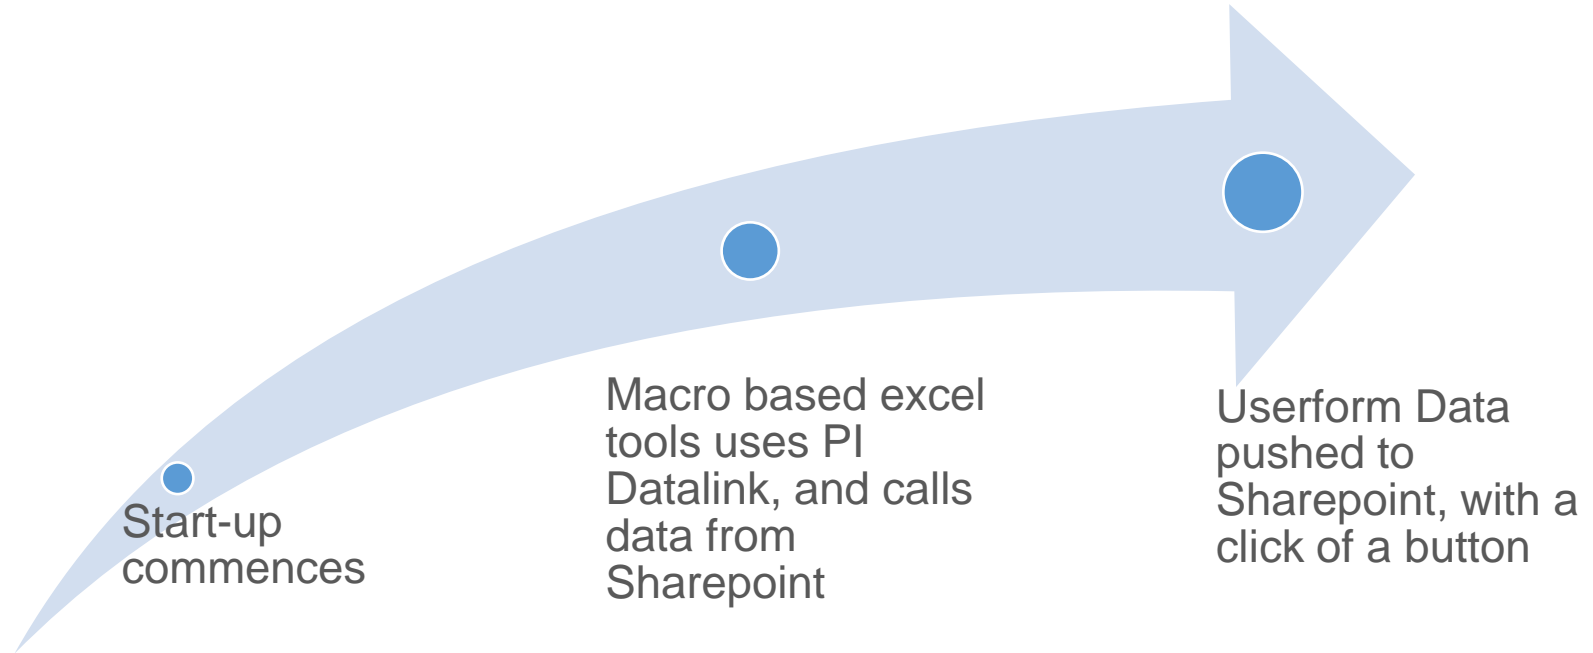 Start-up
commences
Macro based excel
tools uses PI
Datalink, and calls
data from
Sharepoint
Userform Data
pushed to
Sharepoint, with a
click of a button